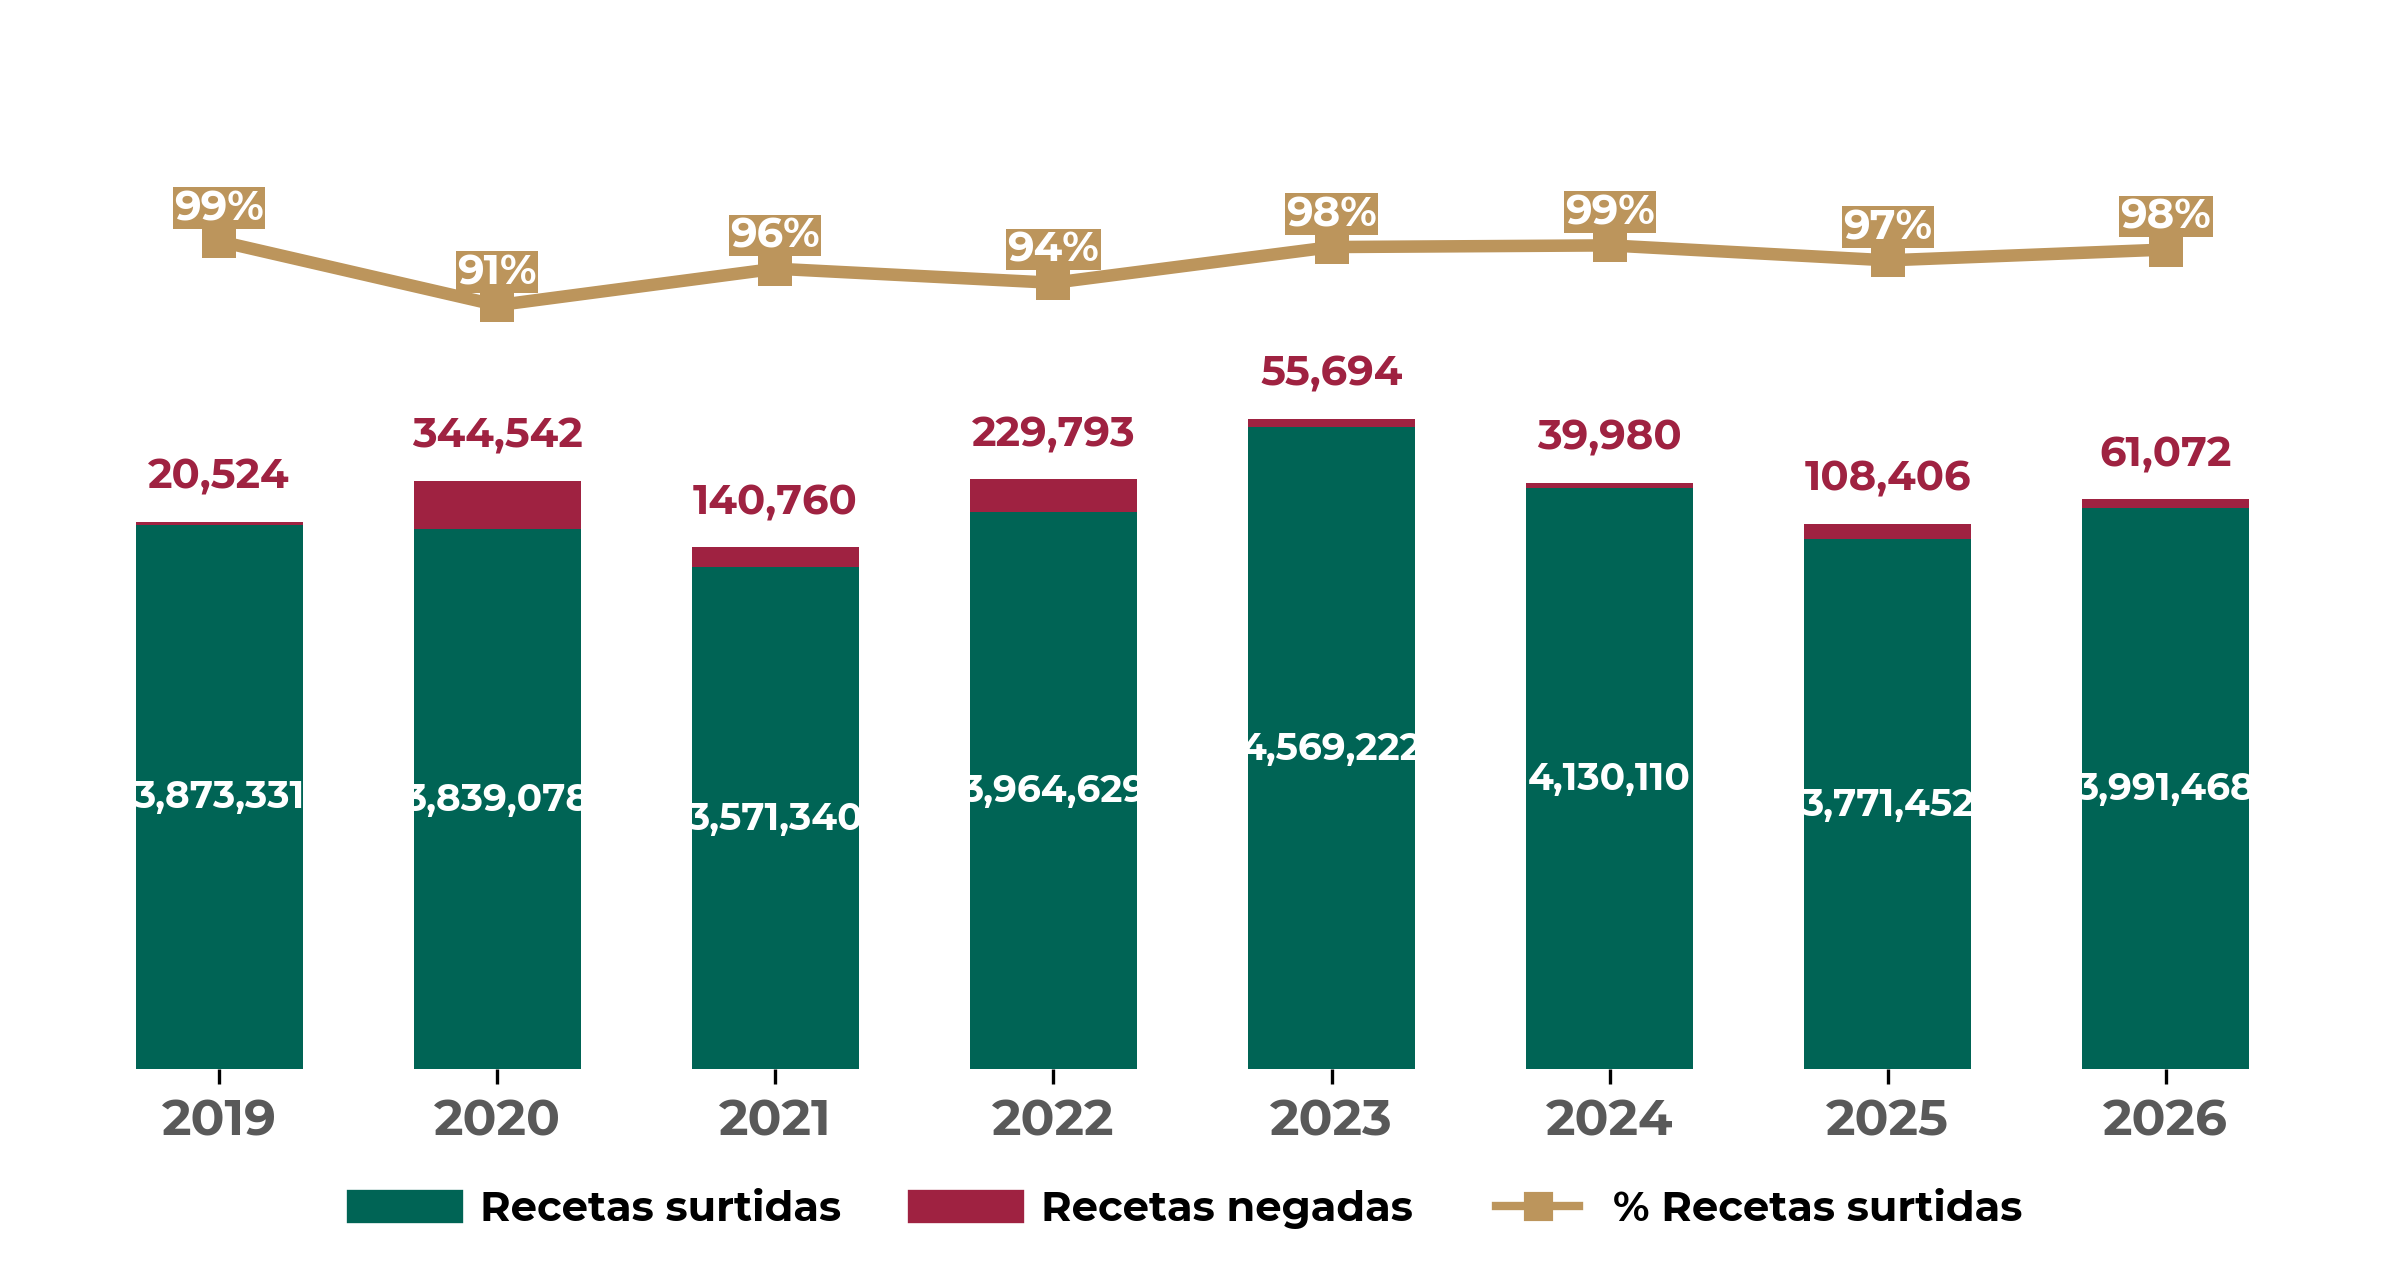 99% 91% 96% 94% 98% 99% 97% 98%
20,524 344,542 140,760 229,793 55,694 39,980 108,406 61,072
3,873,331 3,839,078 3,571,340 3,964,629 4,569,222 4,130,110 3,771,452 3,991,468
2019 2020 2021 2022 2023 2024 2025 2026
Recetas surtidas Recetas negadas % Recetas surtidas